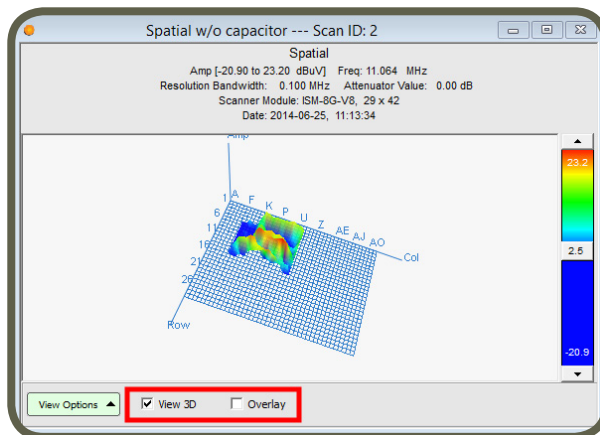 Spatial w/o capacitor --- Scan ID: 2
Spatial
Amp [-20.90 to 23.20 dBuV] Freq: 11.064 MHz
Resolution Bandwidth: 0.100 MHz Attenuator Value: 0.00 dB
Scanner Module: ISM-8G-V8, 29 x 42
Date: 2014-06-25, 11:13:34
Amp
1 A F K P U Z AE AJ AO
Col
6
11
16
21
26
Row
23.2
2.5
-20.9
View Options View 3D Overlay